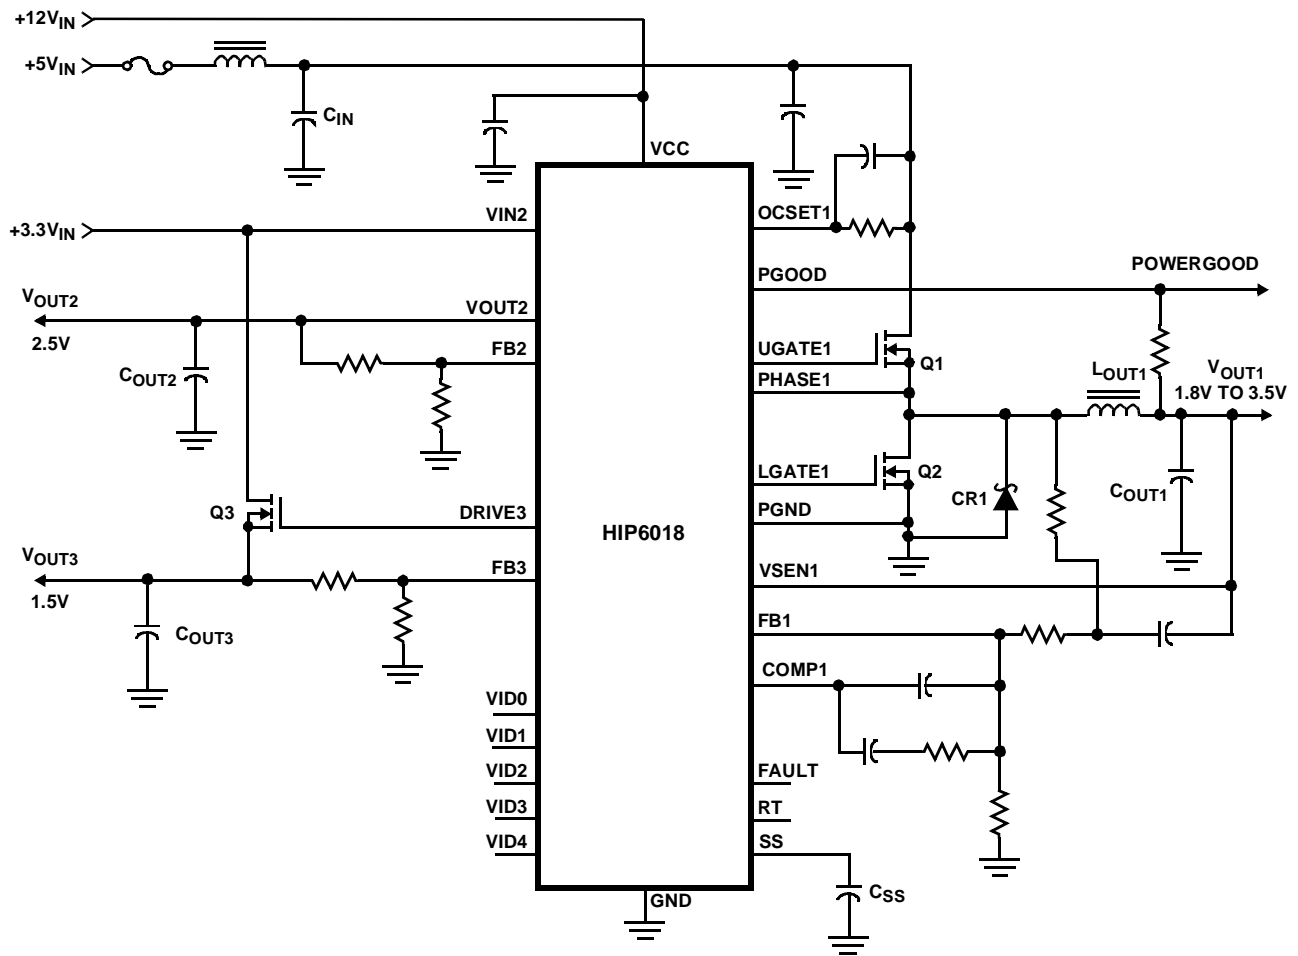 +12VIN
+5VIN
CIN
VCC
+3.3VIN
VIN2
OCSET1
PGOOD
POWERGOOD
VOUT2
2.5V
VOUT2
FB2
COUT2
UGATE1
Q1
PHASE1
LOUT1
VOUT1
1.8V TO 3.5V
LGATE1
Q2
CR1
COUT1
PGND
Q3
DRIVE3
HIP6018
VOUT3
1.5V
FB3
COUT3
VSEN1
FB1
COMP1
VID0
VID1
VID2
VID3
VID4
FAULT
RT
SS
CSS
GND